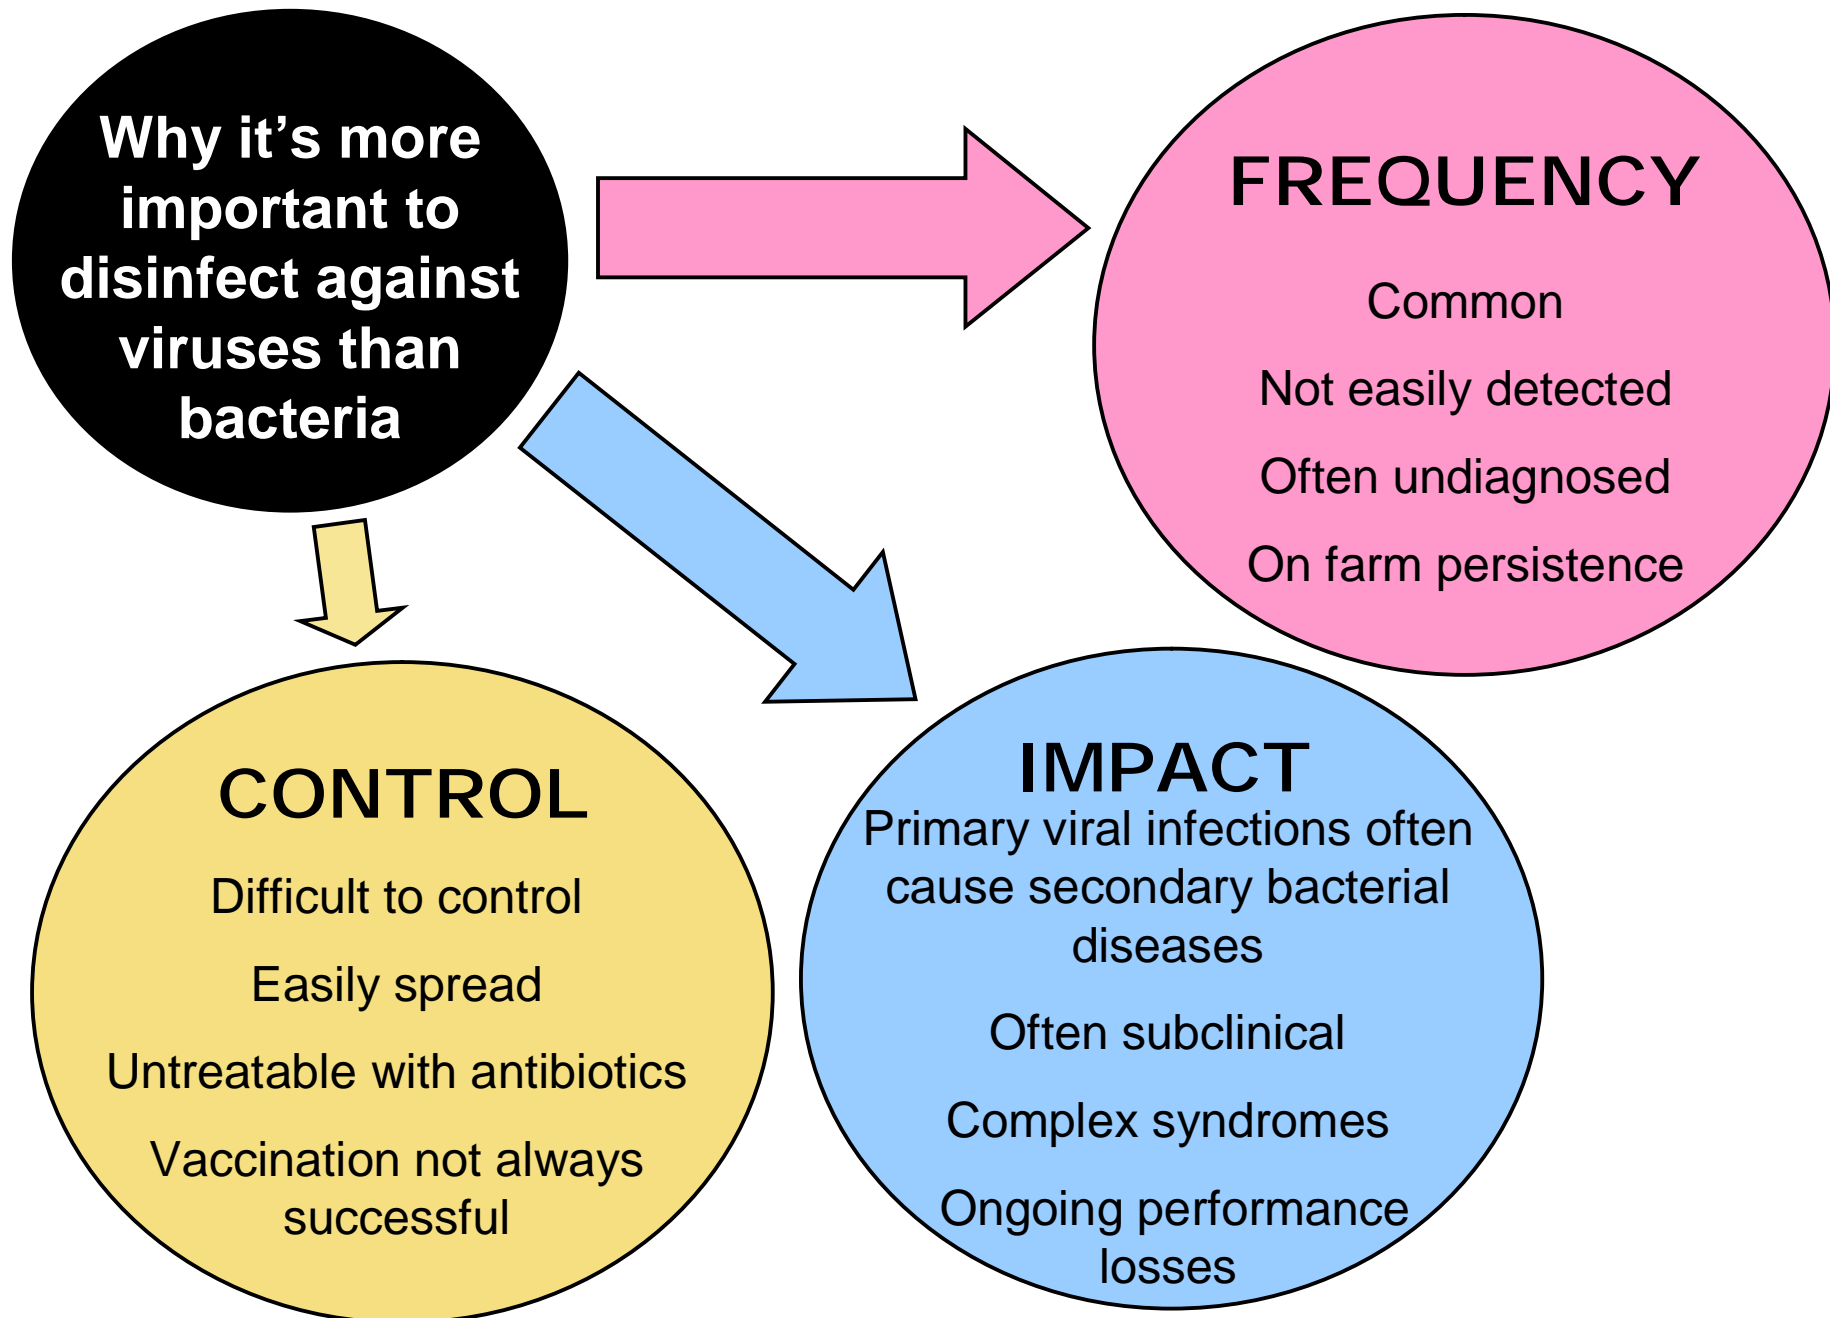 Why it’s more
important to
disinfect against
viruses than
bacteria
FREQUENCY
Common
Not easily detected
Often undiagnosed
On farm persistence
CONTROL
Difficult to control
Easily spread
Untreatable with antibiotics
Vaccination not always
successful
IMPACT
Primary viral infections often
cause secondary bacterial
diseases
Often subclinical
Complex syndromes
Ongoing performance
losses